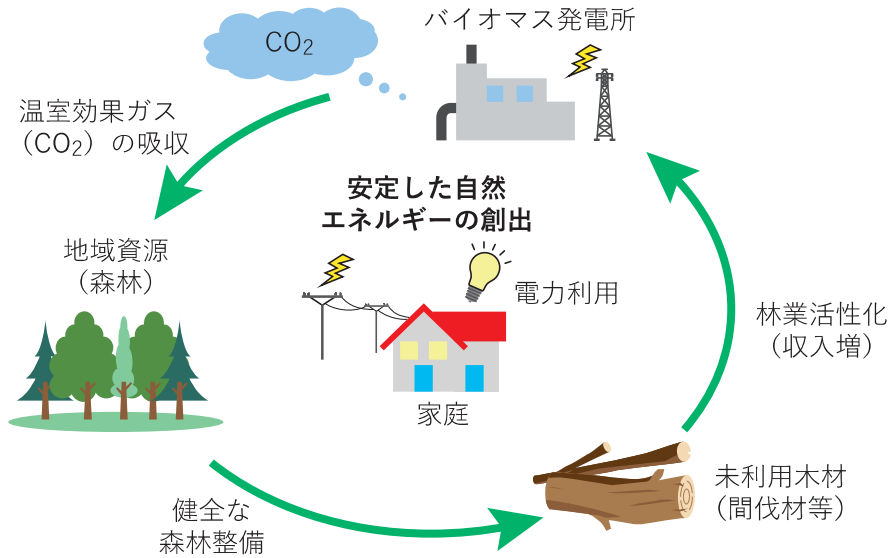 バイオマス発電所
CO₂
温室効果ガス
（CO₂）の吸収
安定した自然
エネルギーの創出
地域資源
（森林）
電力利用
家庭
林業活性化
（収入増）
未利用木材
（間伐材等）
健全な
森林整備